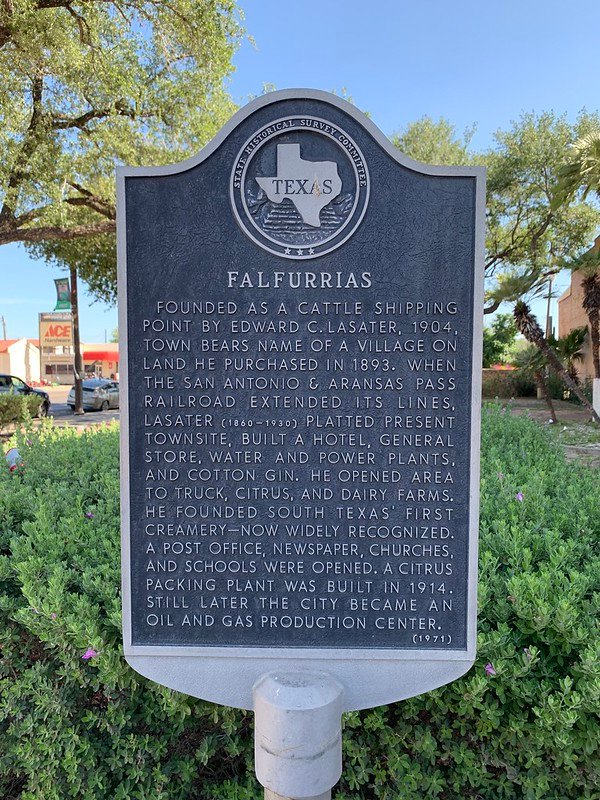 STATE HISTORICAL SURVEY COMMITTEE
TEXAS
FALFURRIAS
FOUNDED AS A CATTLE SHIPPING
POINT BY EDWARD C. LASATER, 1904,
TOWN BEARS NAME OF A VILLAGE ON
LAND HE PURCHASED IN 1893. WHEN
THE SAN ANTONIO & ARANSAS PASS
RAILROAD EXTENDED ITS LINES,
LASATER (1860-1930) PLATTED PRESENT
TOWNSITE, BUILT A HOTEL, GENERAL
STORE, WATER AND POWER PLANTS,
AND COTTON GIN. HE OPENED AREA
TO TRUCK, CITRUS, AND DAIRY FARMS.
HE FOUNDED SOUTH TEXAS' FIRST
CREAMERY—NOW WIDELY RECOGNIZED.
A POST OFFICE, NEWSPAPER, CHURCHES,
AND SCHOOLS WERE OPENED. A CITRUS
PACKING PLANT WAS BUILT IN 1914.
STILL LATER THE CITY BECAME AN
OIL AND GAS PRODUCTION CENTER.
(1971)
ACE
Hardware